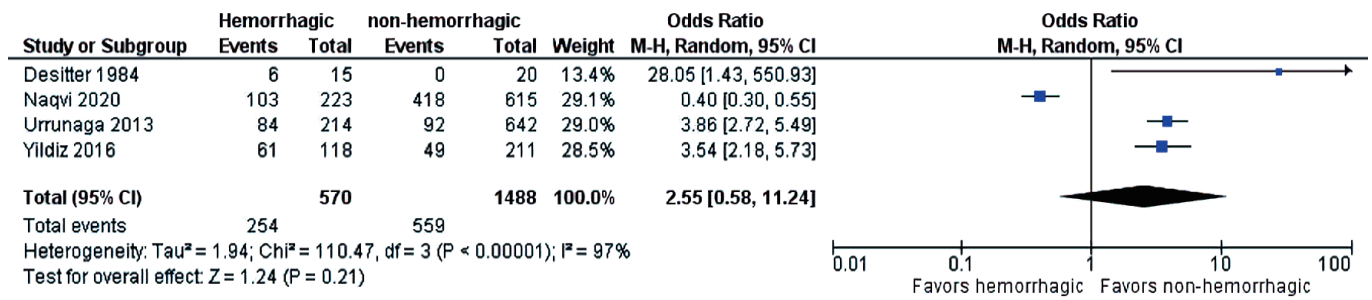 Hemorrhagic non-hemorrhagic Odds Ratio Odds Ratio
Study or Subgroup Events Total Events Total Weight M-H, Random, 95% CI M-H, Random, 95% CI
Desitter 1984 6 15 0 20 13.4% 28.05 [1.43, 550.93]
Naqvi 2020 103 223 418 615 29.1% 0.40 [0.30, 0.55]
Urrunaga 2013 84 214 92 642 29.0% 3.86 [2.72, 5.49]
Yildiz 2016 61 118 49 211 28.5% 3.54 [2.18, 5.73]
Total (95% CI) 570 1488 100.0% 2.55 [0.58, 11.24]
Total events 254 559
Heterogeneity: Tau² = 1.94; Chi² = 110.47, df = 3 (P < 0.00001); I² = 97%
Test for overall effect: Z = 1.24 (P = 0.21)
0.01 0.1 1 10 100
Favors hemorrhagic Favors non-hemorrhagic